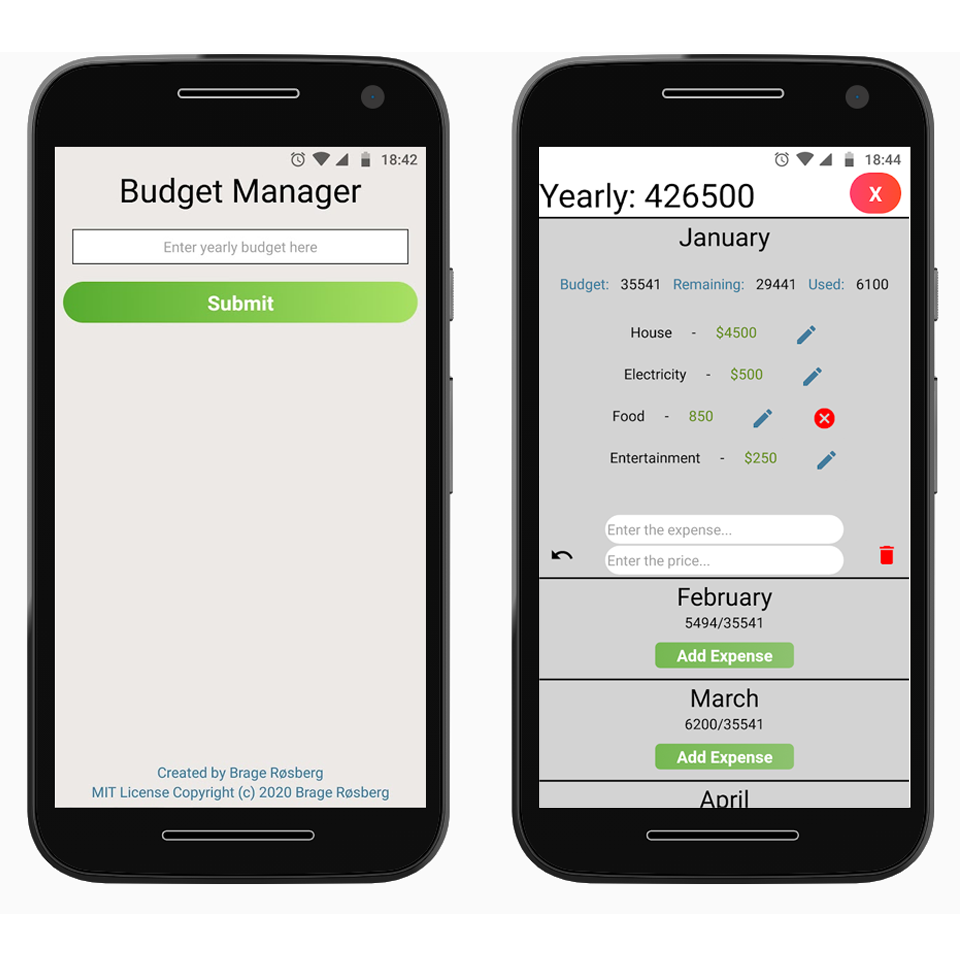 18:42
Budget Manager
Enter yearly budget here
Submit
Created by Brage Røsberg
MIT License Copyright (c) 2020 Brage Røsberg
18:44
Yearly: 426500 X
January
Budget: 35541 Remaining: 29441 Used: 6100
House - $4500
Electricity - $500
Food - 850
Entertainment - $250
Enter the expense...
Enter the price...
February
5494/35541
Add Expense
March
6200/35541
Add Expense
April